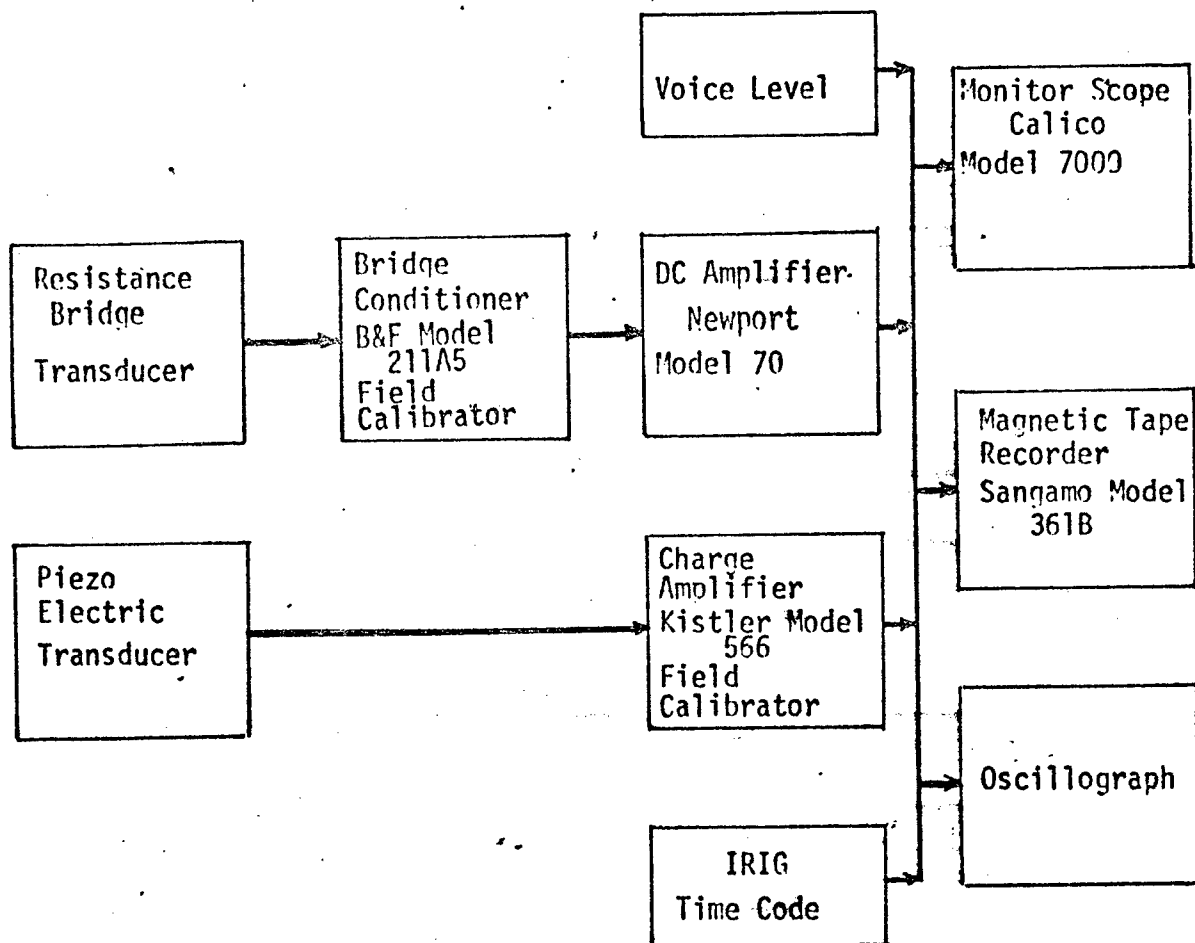 Voice Level
Monitor Scope
Calico
Model 7000
Resistance
Bridge
Transducer
Bridge
Conditioner
B&F Model
211A5
Field
Calibrator
DC Amplifier
Newport
Model 70
Magnetic Tape
Recorder
Sangamo Model
361B
Piezo
Electric
Transducer
Charge
Amplifier
Kistler Model
566
Field
Calibrator
Oscillograph
IRIG
Time Code